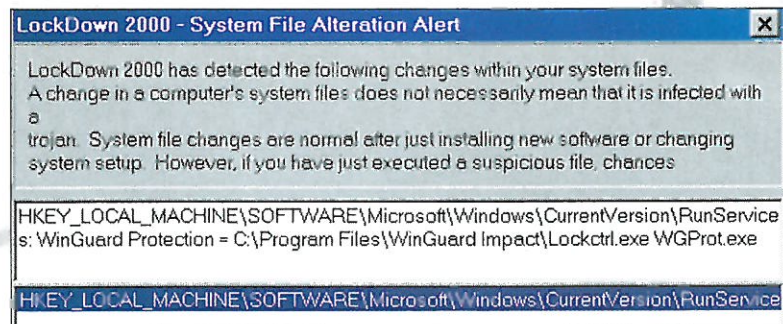 LockDown 2000 - System File Alteration Alert
LockDown 2000 has detected the following changes within your system files.
A change in a computer's system files does not necessarily mean that it is infected with
a
trojan. System file changes are normal after just installing new software or changing
system setup. However, if you have just executed a suspicious file, chances
HKEY_LOCAL_MACHINE\SOFTWARE\Microsoft\Windows\CurrentVersion\RunService
s: WinGuard Protection = C:\Program Files\WinGuard Impact\Lockctrl.exe WGProt.exe
HKEY_LOCAL_MACHINE\SOFTWARE\Microsoft\Windows\CurrentVersion\RunService